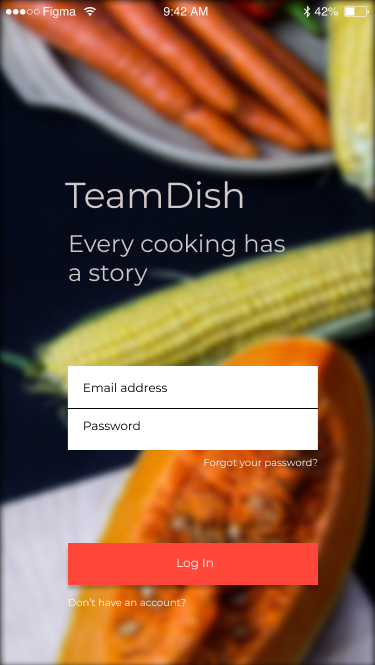 Figma 9:42 AM 42%
TeamDish
Every cooking has
a story
Email address
Password
Forgot your password?
Log In
Don't have an account?